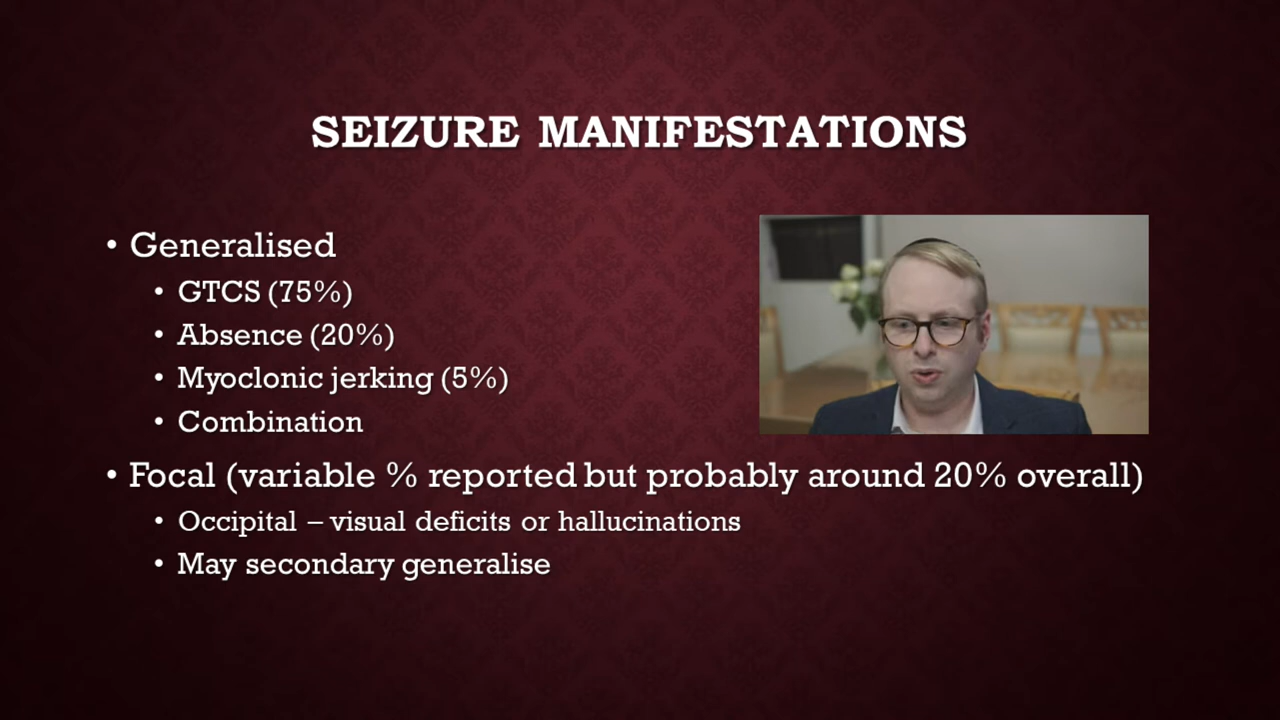 SEIZURE MANIFESTATIONS
• Generalised
• GTCS (75%)
• Absence (20%)
• Myoclonic jerking (5%)
• Combination
• Focal (variable % reported but probably around 20% overall)
• Occipital – visual deficits or hallucinations
• May secondary generalise